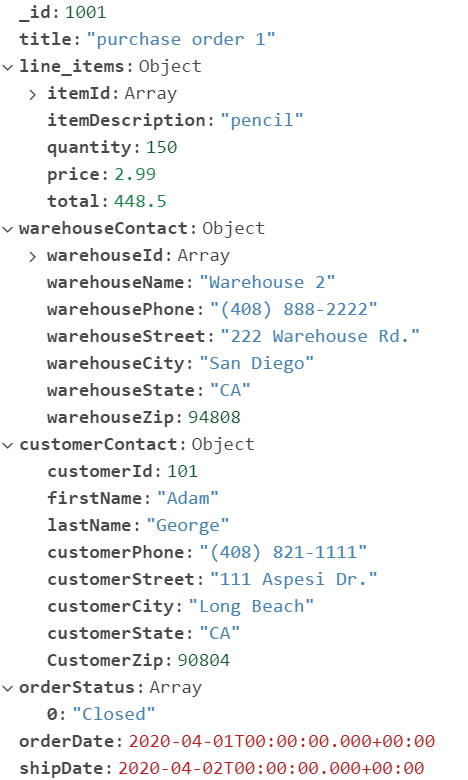 _id: 1001
title: "purchase order 1"
line_items: Object
itemId: Array
itemDescription: "pencil"
quantity: 150
price: 2.99
total: 448.5
warehouseContact: Object
warehouseId: Array
warehouseName: "Warehouse 2"
warehousePhone: "(408) 888-2222"
warehouseStreet: "222 Warehouse Rd."
warehouseCity: "San Diego"
warehouseState: "CA"
warehouseZip: 94808
customerContact: Object
customerId: 101
firstName: "Adam"
lastName: "George"
customerPhone: "(408) 821-1111"
customerStreet: "111 Aspesi Dr."
customerCity: "Long Beach"
customerState: "CA"
CustomerZip: 90804
orderStatus: Array
0: "Closed"
orderDate: 2020-04-01T00:00:00.000+00:00
shipDate: 2020-04-02T00:00:00.000+00:00